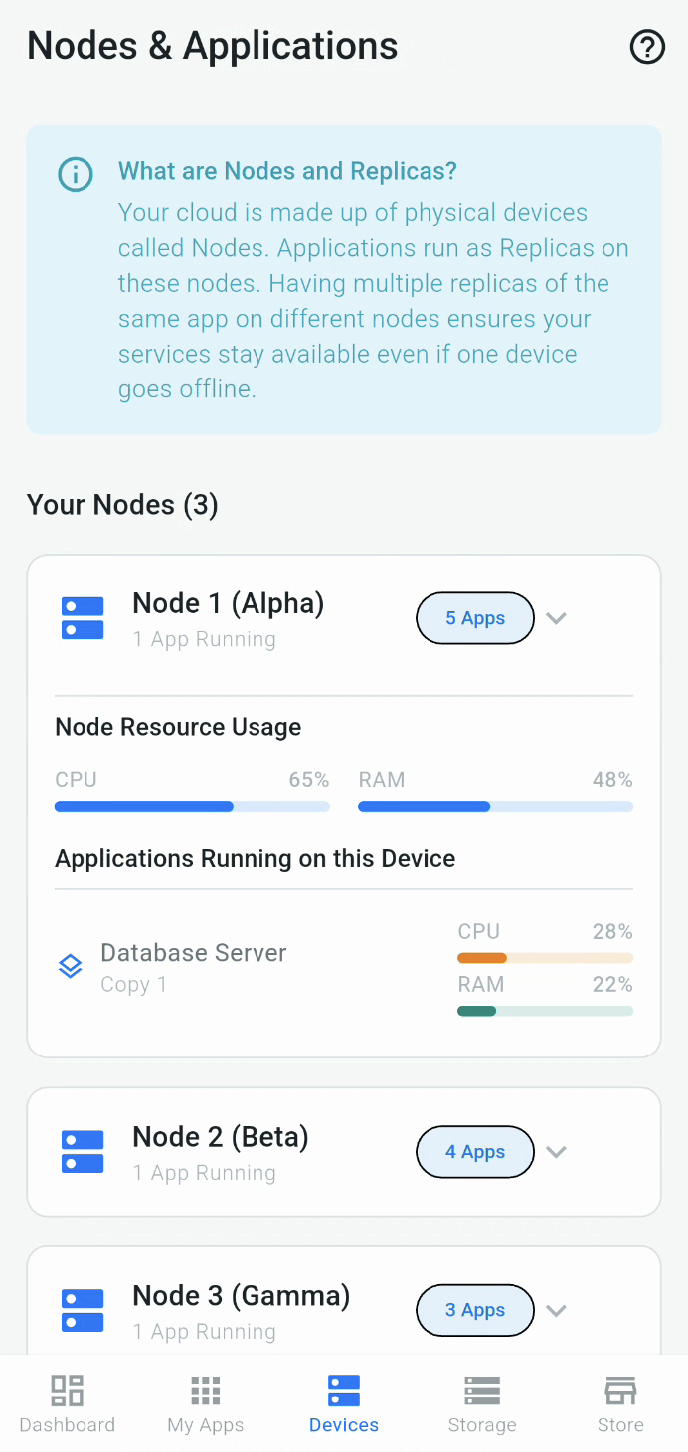 Nodes & Applications
What are Nodes and Replicas?
Your cloud is made up of physical devices
called Nodes. Applications run as Replicas on
these nodes. Having multiple replicas of the
same app on different nodes ensures your
services stay available even if one device
goes offline.
Your Nodes (3)
Node 1 (Alpha)
1 App Running
5 Apps
Node Resource Usage
CPU 65% RAM 48%
Applications Running on this Device
Database Server
Copy 1
CPU 28%
RAM 22%
Node 2 (Beta)
1 App Running
4 Apps
Node 3 (Gamma)
1 App Running
3 Apps
Dashboard My Apps Devices Storage Store